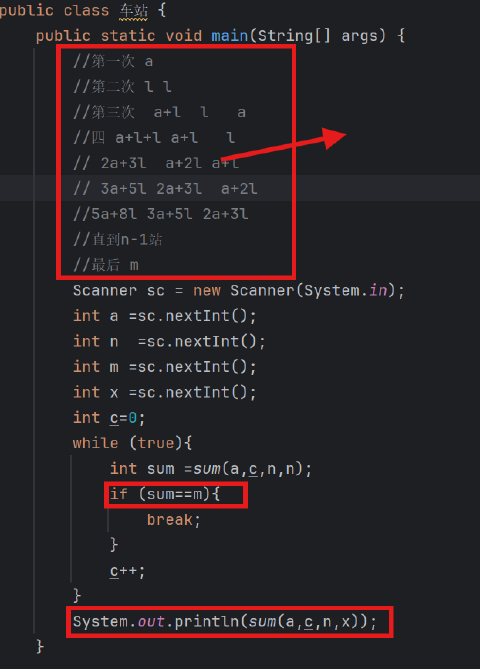 public class 车站 {
public static void main(String[] args) {
//第一次 a
//第二次 l l
//第三次 a+l l a
//四 a+l+l a+l l
// 2a+3l a+2l a+l
// 3a+5l 2a+3l a+2l
//5a+8l 3a+5l 2a+3l
//直到n-1站
//最后 m
Scanner sc = new Scanner(System.in);
int a =sc.nextInt();
int n =sc.nextInt();
int m =sc.nextInt();
int x =sc.nextInt();
int c=0;
while (true){
int sum =sum(a,c,n,n);
if (sum==m){
break;
}
c++;
}
System.out.println(sum(a,c,n,x));
}